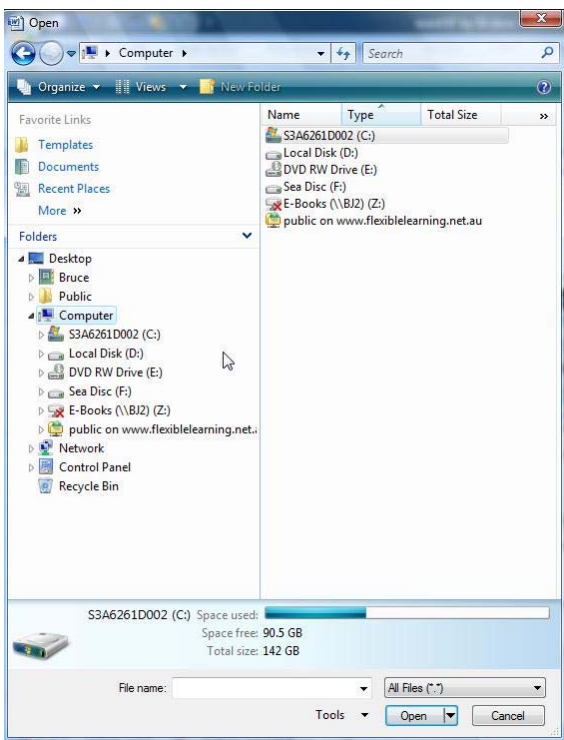 Open
Computer
Search
Organize Views New Folder
Favorite Links
Templates
Documents
Recent Places
More »
Folders
Desktop
Bruce
Public
Computer
S3A6261D002 (C:)
Local Disk (D:)
DVD RW Drive (E:)
Sea Disc (F:)
E-Books (\\BJ2) (Z:)
public on www.flexiblelearning.net.a
Network
Control Panel
Recycle Bin
Name Type Total Size »
S3A6261D002 (C:)
Local Disk (D:)
DVD RW Drive (E:)
Sea Disc (F:)
E-Books (\\BJ2) (Z:)
public on www.flexiblelearning.net.au
S3A6261D002 (C:) Space used:
Space free: 90.5 GB
Total size: 142 GB
File name: All Files (*.*)
Tools Open Cancel